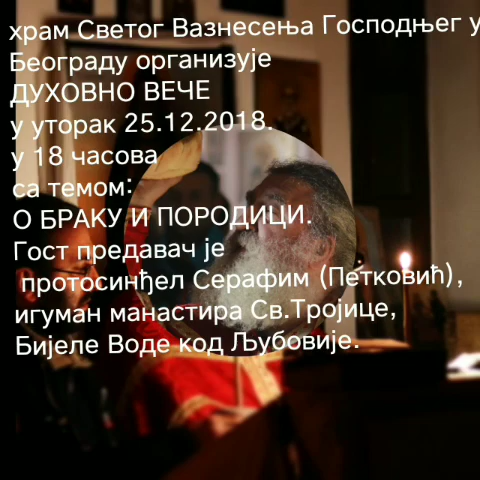 храм Светог Вазнесења Господњег у
Београду организује
ДУХОВНО ВЕЧЕ
у уторак 25.12.2018.
у 18 часова
са темом:
О БРАКУ И ПОРОДИЦИ.
Гост предавач је
протосинђел Серафим (Петковић),
игуман манастира Св.Тројице,
Бијеле Воде код Љубовије.